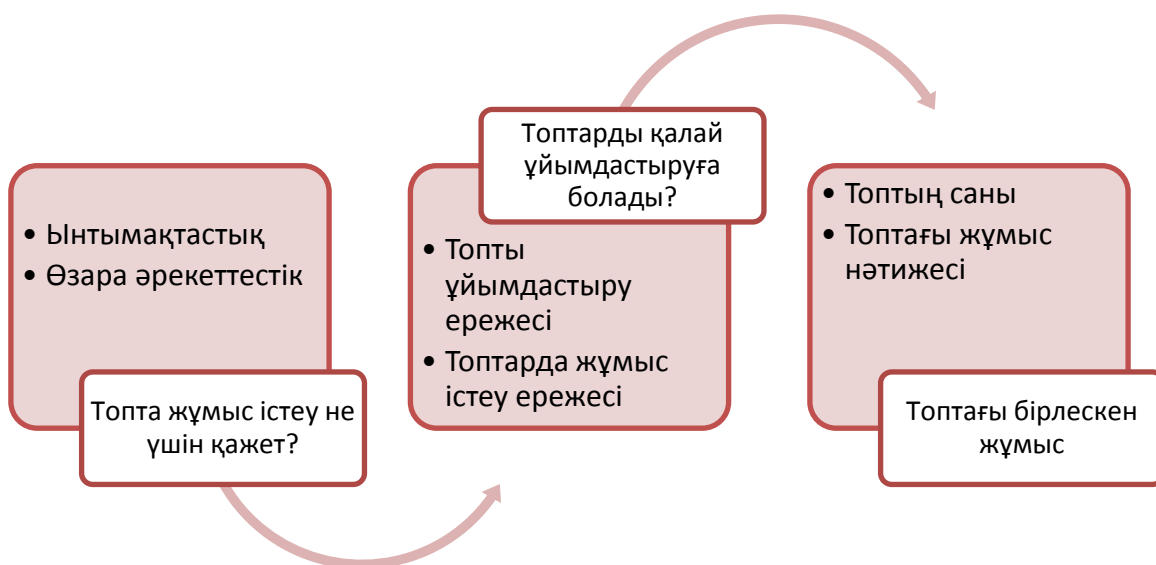 • Ынтымақтастық
• Өзара әрекеттестік
Топта жұмыс істеу не
үшін қажет?
Топтарды қалай
ұйымдастыруға
болады?
• Топты
ұйымдастыру
ережесі
• Топтарда жұмыс
істеу ережесі
• Топтың саны
• Топтағы жұмыс
нәтижесі
Топтағы бірлескен
жұмыс